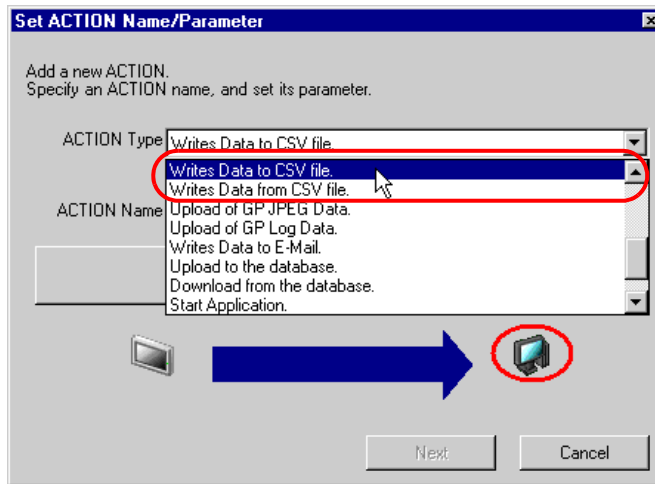 Set ACTION Name/Parameter
Add a new ACTION.
Specify an ACTION name, and set its parameter.
ACTION Type
Writes Data to CSV file.
Writes Data to CSV file.
Writes Data from CSV file.
ACTION Name
Upload of GP JPEG Data.
Upload of GP Log Data.
Writes Data to E-Mail.
Upload to the database.
Download from the database.
Start Application.
Next
Cancel